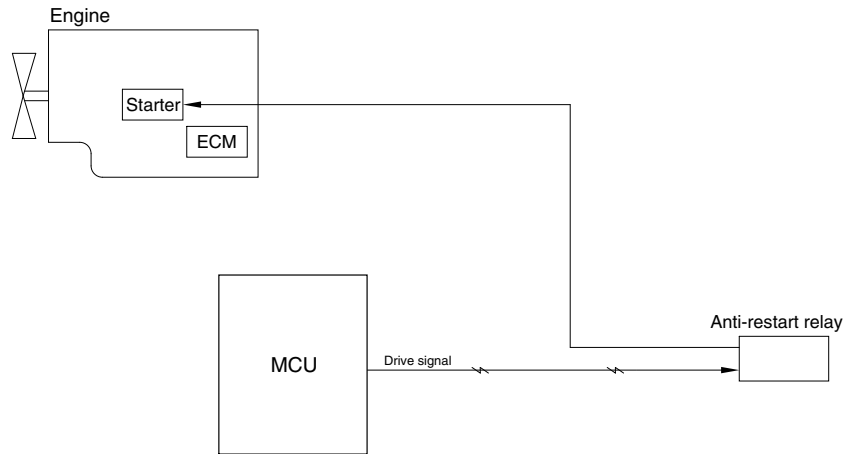 Engine
Starter
ECM
Anti-restart relay
MCU
Drive signal